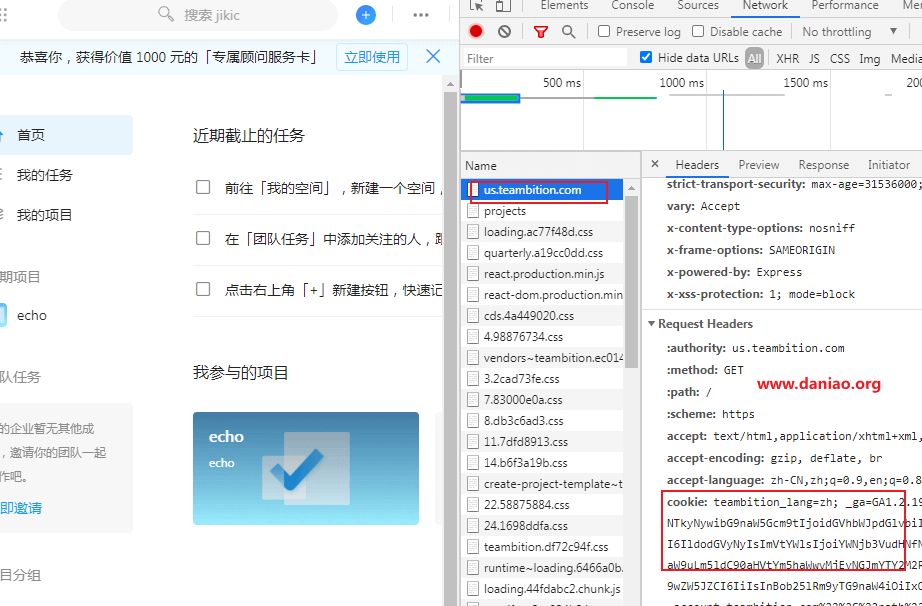 搜索 jikic
恭喜你，获得价值 1000 元的「专属顾问服务卡」
立即使用
首页
我的任务
我的项目
期项目
echo
队任务
的企业暂无其他成
，邀请你的团队一起
作吧。
即邀请
目分组
近期截止的任务
前往「我的空间」，新建一个空间，
在「团队任务」中添加关注的人，跟
点击右上角「+」新建按钮，快速记
我参与的项目
echo
echo
Elements Console Sources Network Performance Mem
Preserve log Disable cache No throttling
Filter Hide data URLs All XHR JS CSS Img Media
500 ms 1000 ms 1500 ms 200
Name
us.teambition.com
projects
loading.ac77f48d.css
quarterly.a19cc0dd.css
react.production.min.js
react-dom.production.min
cds.4a449020.css
4.98876734.css
vendors~teambition.ec014
3.2cad73fe.css
7.83000e0a.css
8.db3c6ad3.css
11.7dfd8913.css
14.b6f3a19b.css
create-project-template~t
22.58875884.css
24.1698ddfa.css
teambition.df72c94f.css
runtime~loading.6466a0b.
loading.44fdabc2.chunk.js
Headers Preview Response Initiator
strict-transport-security: max-age=31536000;
vary: Accept
x-content-type-options: nosniff
x-frame-options: SAMEORIGIN
x-powered-by: Express
x-xss-protection: 1; mode=block
Request Headers
:authority: us.teambition.com
:method: GET
:path: /
:scheme: https
www.daniao.org
accept: text/html,application/xhtml+xml,
accept-encoding: gzip, deflate, br
accept-language: zh-CN,zh;q=0.9,en;q=0.8
cookie: teambition_lang=zh; _ga=GA1.2.19